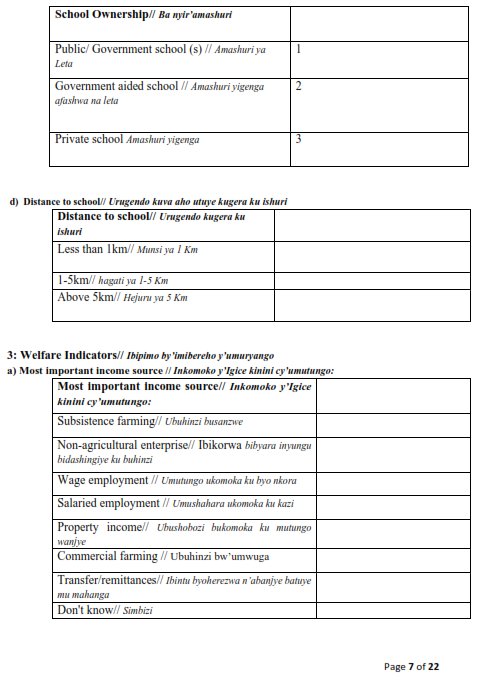 School Ownership// Ba nyir'amashuri
Public/ Government school (s) // Amashuri ya 1
Leta
Government aided school // Amashuri yigenga 2
afashwa na leta
Private school Amashuri yigenga 3
d) Distance to school// Urugendo kuva aho utuye kugera ku ishuri
Distance to school// Urugendo kugera ku
ishuri
Less than 1km// Munsi ya 1 Km
1-5km// hagati ya 1-5 Km
Above 5km// Hejuru ya 5 Km
3: Welfare Indicators// Ibipimo by'imibereho y'umuryango
a) Most important income source // Inkomoko y'Igice kinini cy'umutungo:
Most important income source// Inkomoko y'Igice
kinini cy'umutungo:
Subsistence farming// Ubuhinzi busanzwe
Non-agricultural enterprise// Ibikorwa bibyara inyungu
bidashingiye ku buhinzi
Wage employment // Umutungo ukomoka ku byo nkora
Salaried employment // Umushahara ukomoka ku kazi
Property income// Ubushobozi bukomoka ku mutungo
wanjye
Commercial farming // Ubuhinzi bw'umwuga
Transfer/remittances// Ibintu byoherezwa n'abanjye batuye
mu mahanga
Don't know// Simbizi
Page 7 of 22